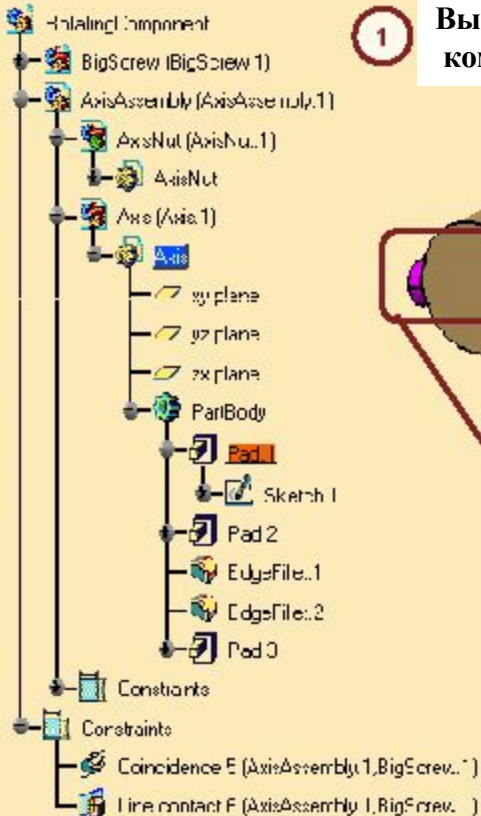 RotatingComponent
BigScrew (BigScrew.1)
AxisAssembly (AxisAssembly.1)
AxisNut (AxisNut.1)
AxisNut
Axis (Axis.1)
Axis
xy plane
yz plane
zx plane
PartBody
Pad.1
Sketch.1
Pad.2
EdgeFillet.1
EdgeFillet.2
Pad.3
Constraints
Constraints
Coincidence.5 (AxisAssembly.1,BigScrew.1)
Line contact.6 (AxisAssembly.1,BigScrew.1)
1
Вы
ком